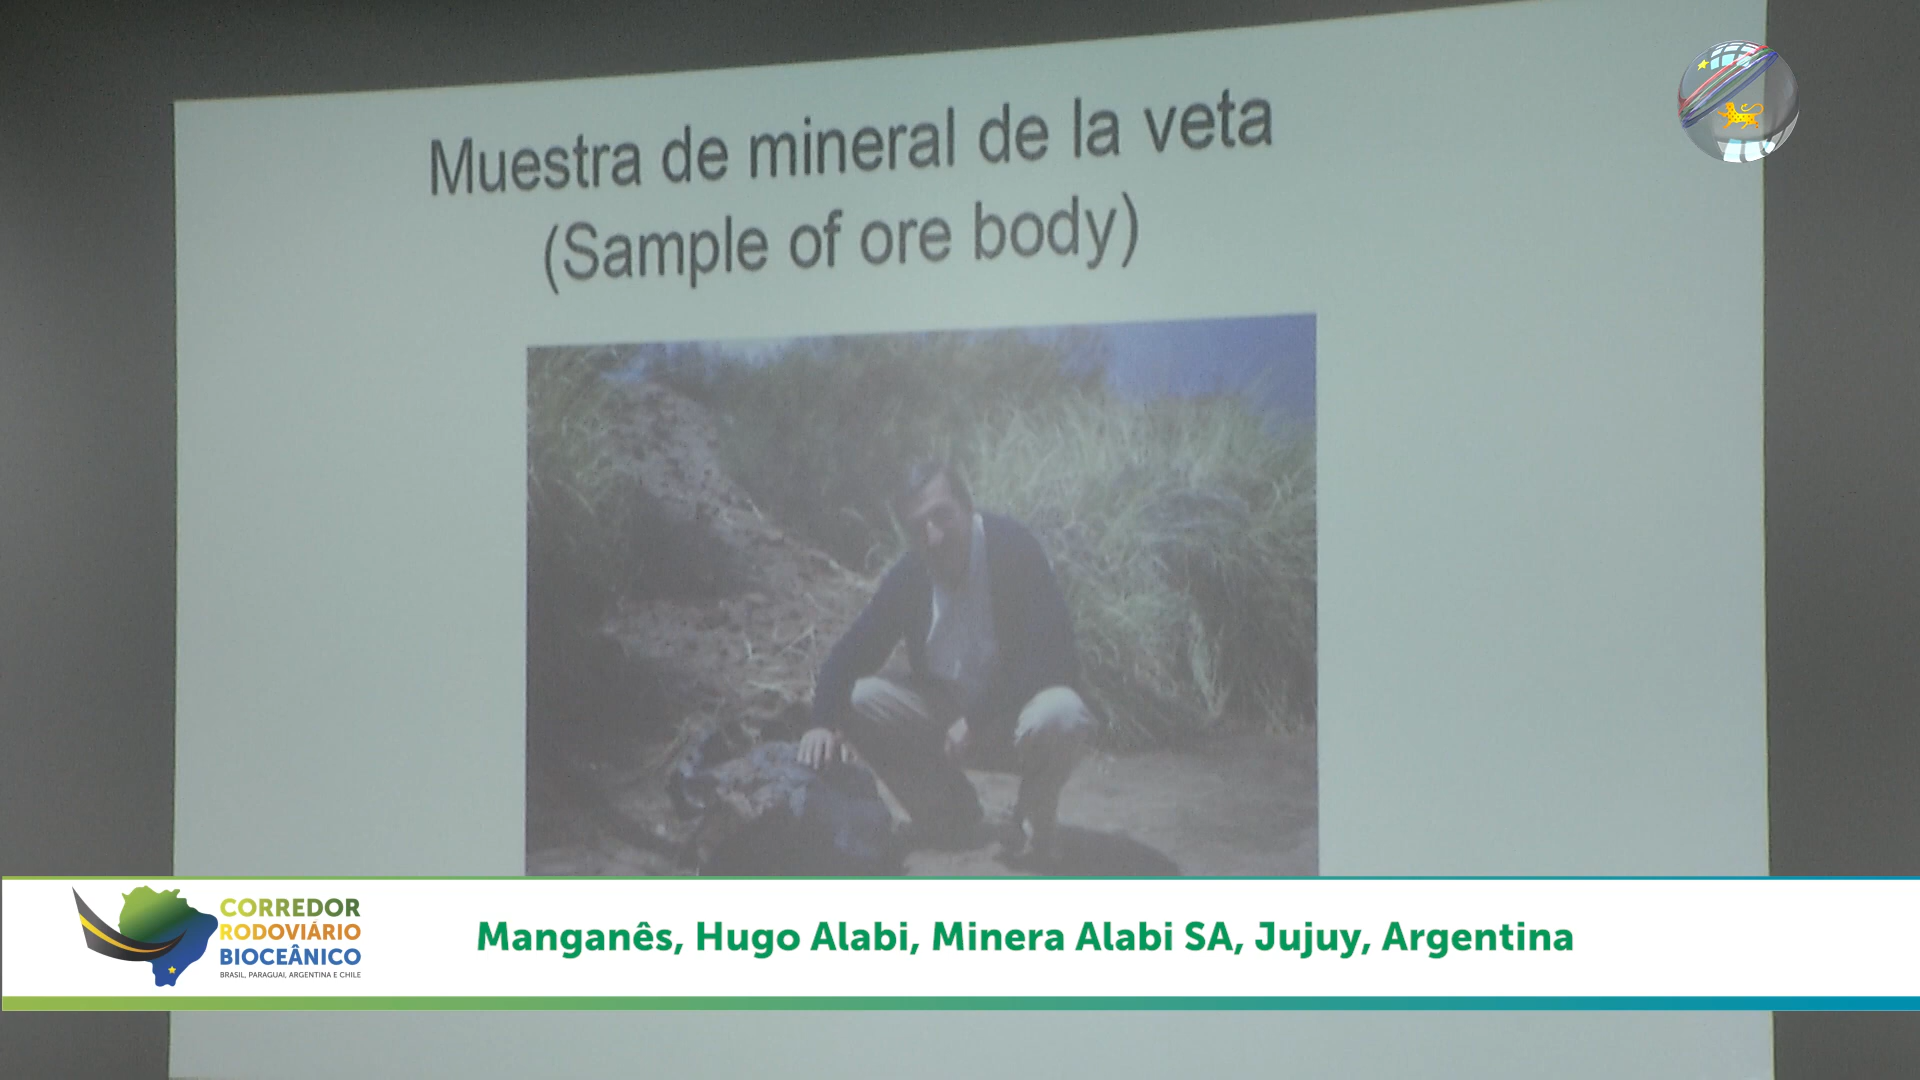 Muestra de mineral de la veta
(Sample of ore body)
CORREDOR
RODOVIÁRIO
BIOCEÂNICO
BRASIL, PARAGUAI, ARGENTINA E CHILE
Manganês, Hugo Alabi, Minera Alabi SA, Jujuy, Argentina